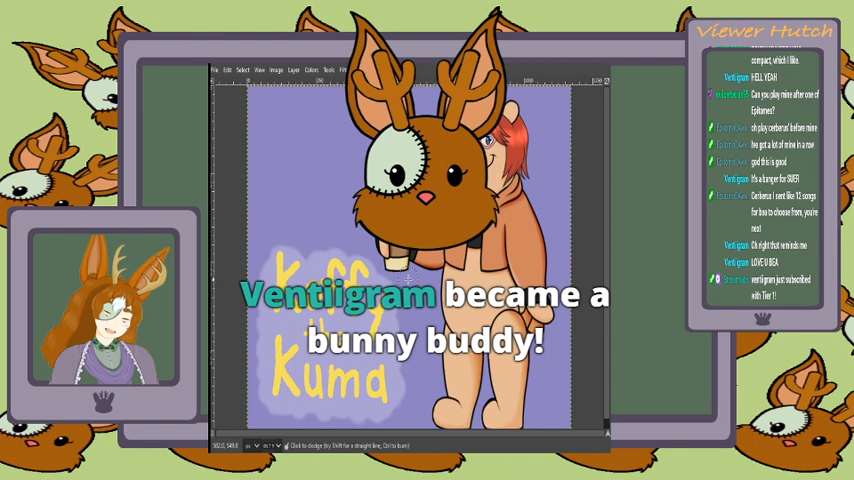 Viewer Hutch
compact, which I like.
Ventiigram HELL YEAH
Can you play mine after one of
Epitomes?
oh play cerberus' before mine
Ive got a lot of mine in a row
god this is good
Ventiigram It's a banger for SUER
Cerberus I sent like 12 songs
for bea to choose from, you're
next
Ventiigram Oh right that reminds me
Ventiigram LOVE U BEA
Streamlabs ventiigram just subscribed
with Tier 1!
File Edit Select View Image Layer Colors Tools
Ventiigram became a
bunny buddy!
Kuma
Click to dodge (try Shift for a straight line, Ctrl to burn)